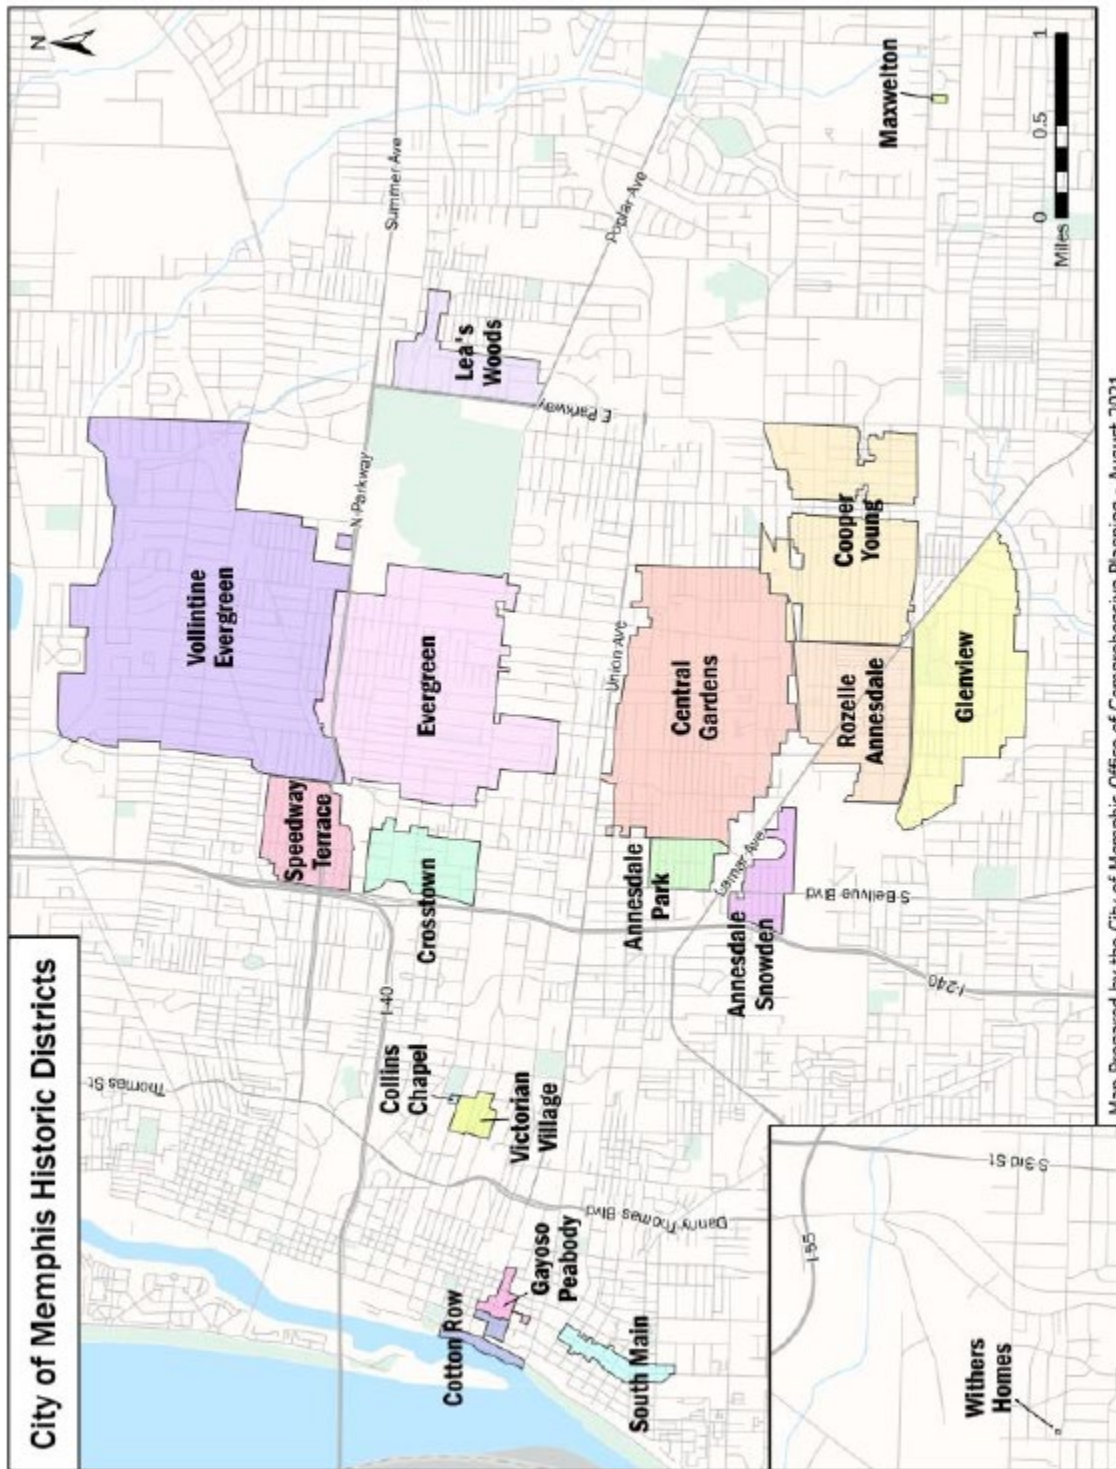 City of Memphis Historic Districts
N
Summer Ave
Poplar Ave
Maxwelton
Miles 0 0.5 1
Lea's
Woods
E Parkway
N Parkway
Vollintine
Evergreen
Evergreen
Union Ave
Central
Gardens
Cooper
Young
Rozelle
Annesdale
Glenview
Speedway
Terrace
Crosstown
Annesdale
Park
Lamar Ave
Annesdale
Snowden
S Bellvue Blvd
I-240
I-40
Thomas St
Collins
Chapel
Victorian
Village
Danny Thomas Blvd
Gayoso
Peabody
Cotton Row
South Main
S 3rd St
I-55
Withers
Homes
Map Prepared by the City of Memphis Office of Comprehensive Planning - August 2021